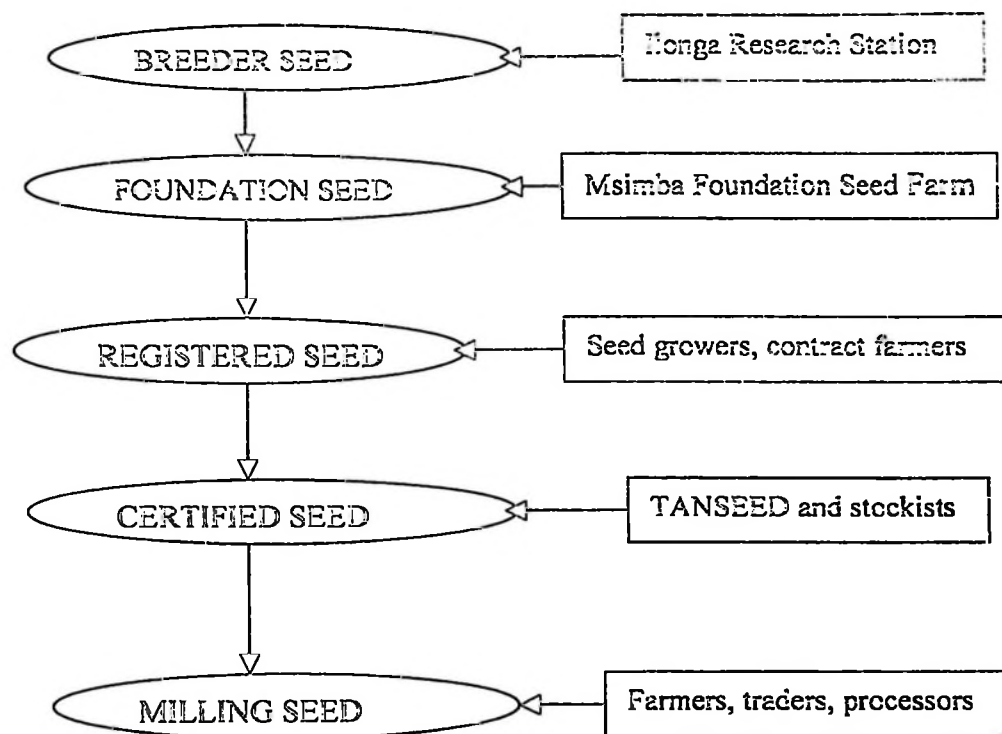 BREEDER SEED
Ilonga Research Station
FOUNDATION SEED
Msimba Foundation Seed Farm
REGISTERED SEED
Seed growers, contract farmers
CERTIFIED SEED
TANSEED and stockists
MILLING SEED
Farmers, traders, processors